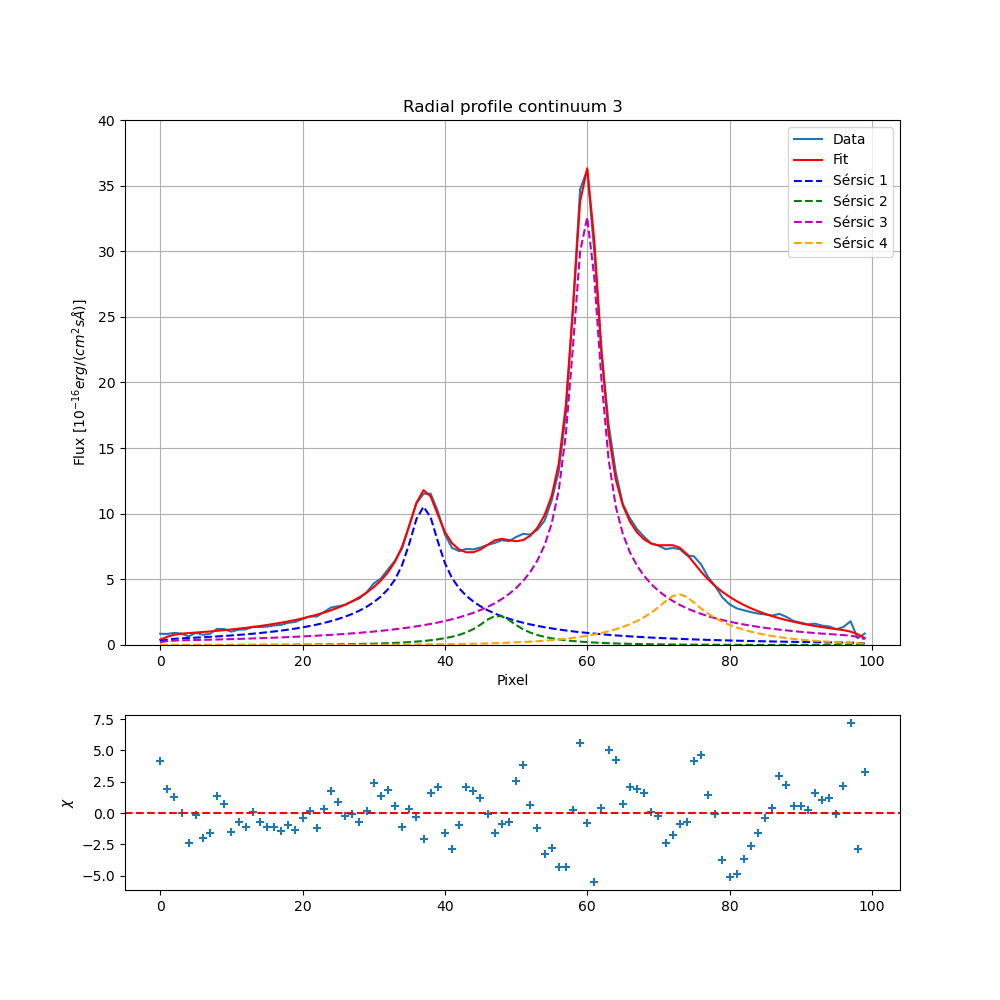 Radial profile continuum 3
40
35
30
25
20
15
10
5
0
Flux [10⁻¹⁶erg/(cm²sÅ)]
0 20 40 60 80 100
Pixel
Data
Fit
Sérsic 1
Sérsic 2
Sérsic 3
Sérsic 4
7.5
5.0
2.5
0.0
−2.5
−5.0
χ
0 20 40 60 80 100